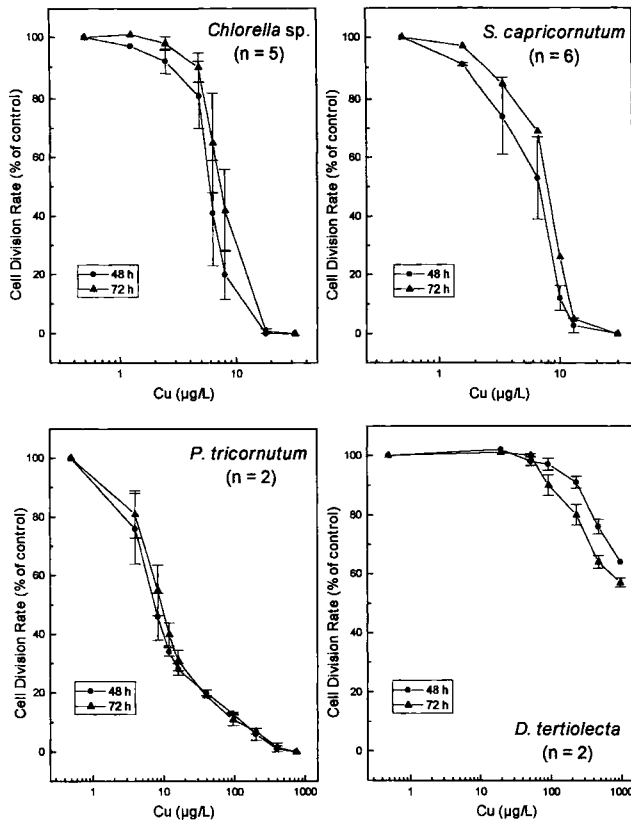 Chlorella sp.
(n = 5)
Cell Division Rate (% of control)
100
80
60
40
20
0
48 h
72 h
1
10
Cu (µg/L)
S. capricornutum
(n = 6)
Cell Division Rate (% of control)
100
80
60
40
20
0
48 h
72 h
1
10
Cu (µg/L)
P. tricornutum
(n = 2)
Cell Division Rate (% of control)
100
80
60
40
20
0
48 h
72 h
1
10
100
1000
Cu (µg/L)
Cell Division Rate (% of control)
100
80
60
40
20
0
48 h
72 h
D. tertiolecta
(n = 2)
1
10
100
1000
Cu (µg/L)